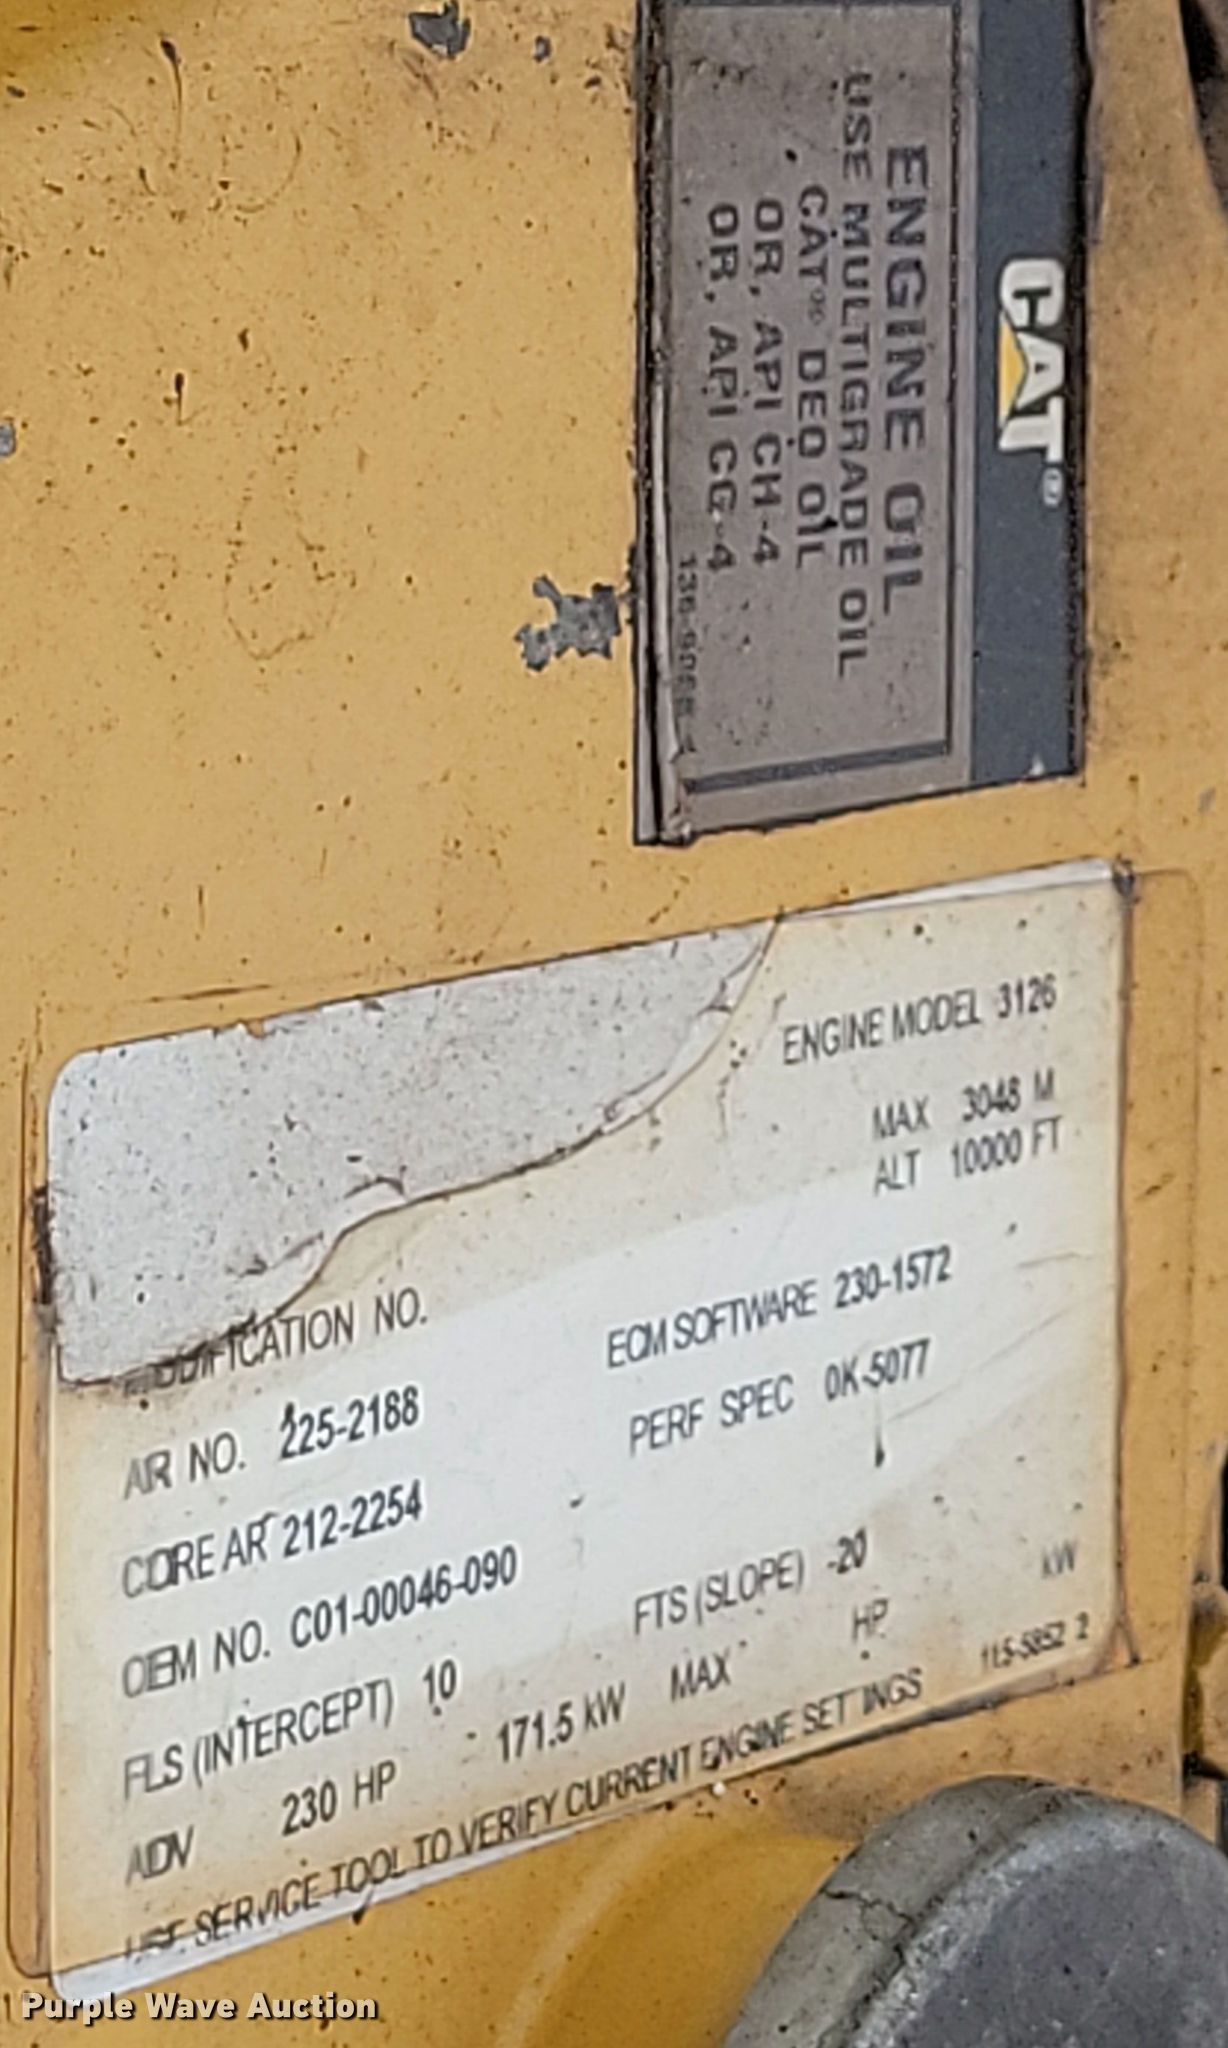 CAT®
ENGINE OIL
USE MULTIGRADE OIL
CAT® DEO OIL
OR, API CH-4
OR, API CG-4
ENGINE MODEL 3126
MAX 3048 M
ALT 10000 FT
MODIFICATION NO.
ECM SOFTWARE 230-1572
AR NO. 225-2188
PERF SPEC 0K-5077
CORE AR 212-2254
OEM NO. C01-00046-090
FLS (INTERCEPT) 10
FTS (SLOPE) -20
ADV 230 HP 171.5 kW MAX HP kW
USE SERVICE TOOL TO VERIFY CURRENT ENGINE SETTINGS
115-5852 2
Purple Wave Auction